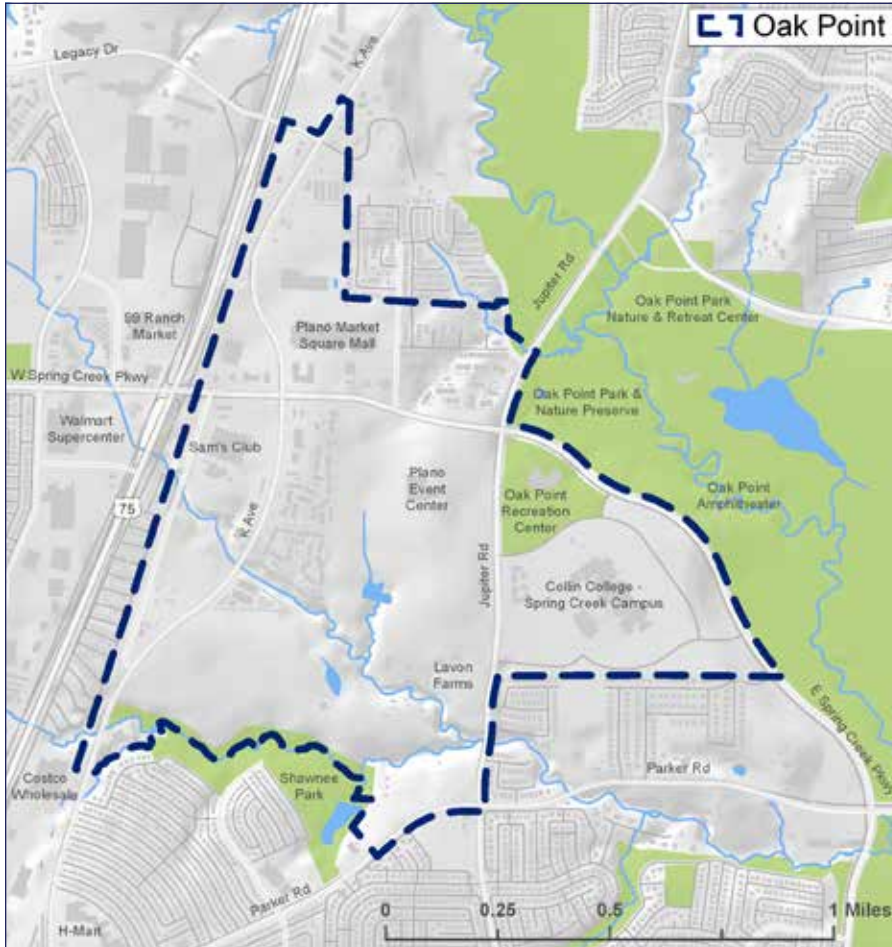 Oak Point
K Ave
Legacy Dr
Jupiter Rd
Oak Point Park
Nature & Retreat Center
99 Ranch
Market
Plano Market
Square Mall
W Spring Creek Pkwy
Oak Point Park &
Nature Preserve
Walmart
Supercenter
Sam's Club
Plano
Event
Center
Oak Point
Recreation
Center
Oak Point
Amphitheater
75
K Ave
Jupiter Rd
Collin College -
Spring Creek Campus
Lavon
Farms
E Spring Creek Pkwy
Costco
Wholesale
Shawnee
Park
Parker Rd
Parker Rd
H-Mart
0 0.25 0.5 1 Miles